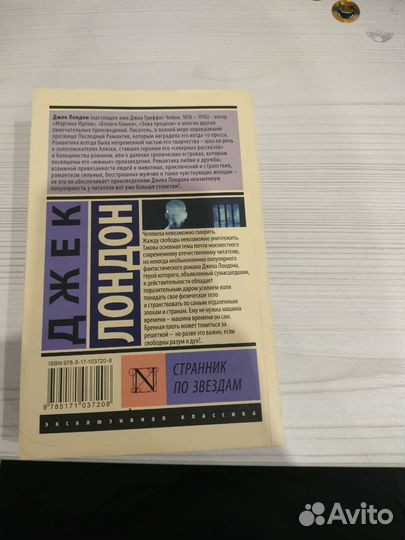 Джек Лондон (настоящее имя Джон Гриффит Чейни, 1876 – 1916) – автор
«Мартина Идена», «Белого Клыка», «Зова предков» и многих других
замечательных произведений. Писатель, в полной мере оправдавший
прозвище Последний Романтик, которым наградила его когда-то пресса.
Романтика всегда была непременной частью его творчества – шла ли речь
о золотоискателях Аляски, ставших героями его «северных рассказов»
и большинства романов, или о далеких тропических островах, которым
посвящены его «южные» произведения. Романтика любви и дружбы,
взаимной привязанности людей и животных, приключений и странствий,
романтизм сильных, бесстрашных мужчин и тонко чувствующих женщин –
не это ли обеспечивает произведениям Джека Лондона неизменную
популярность у читателя вот уже больше столетия?..
ДЖЕК
ЛОНДОН
Человека невозможно смирить.
Жажду свободы невозможно уничтожить.
Такова основная тема почти неизвестного
современному отечественному читателю,
но некогда необыкновенно популярного
фантастического романа Джека Лондона,
герой которого, объявленный сумасшедшим,
в действительности обладает
поразительным даром усилием воли
покидать свое физическое тело
и странствовать по самым отдаленным
эпохам и странам. Ему не нужна машина
времени – машина времени он сам.
Бренная плоть может томиться за
решеткой – но разве это важно, если
свободны разум и дух?..
ISBN 978-5-17-103720-8
9 785171 037208
N
СТРАННИК
ПО ЗВЕЗДАМ
эксклюзивная классика
Avito